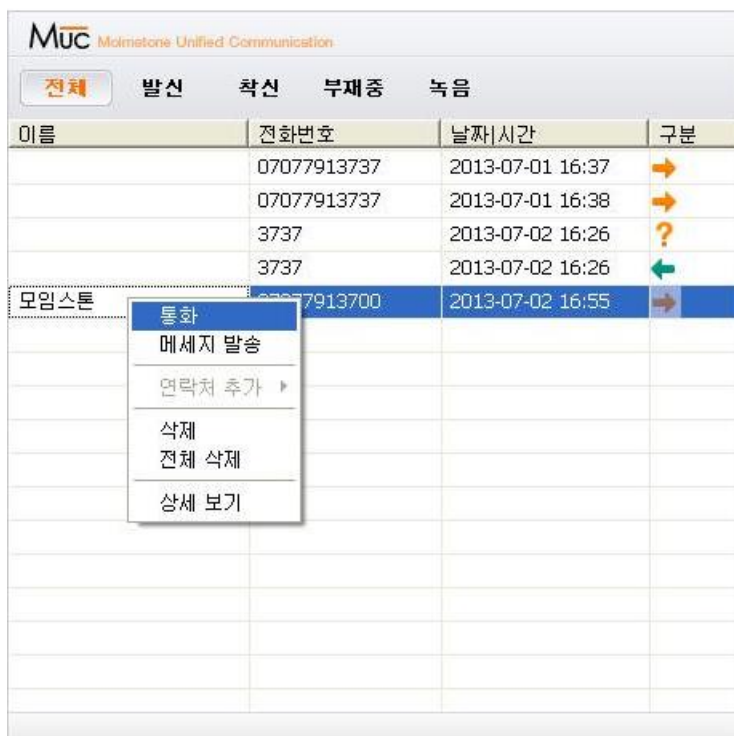 MUC Moimstone Unified Communication
전체 발신 착신 부재중 녹음
이름 전화번호 날짜|시간 구분
07077913737 2013-07-01 16:37
07077913737 2013-07-01 16:38
3737 2013-07-02 16:26
?
3737 2013-07-02 16:26
모임스톤 07077913700 2013-07-02 16:55
통화
메세지 발송
연락처 추가
삭제
전체 삭제
상세 보기